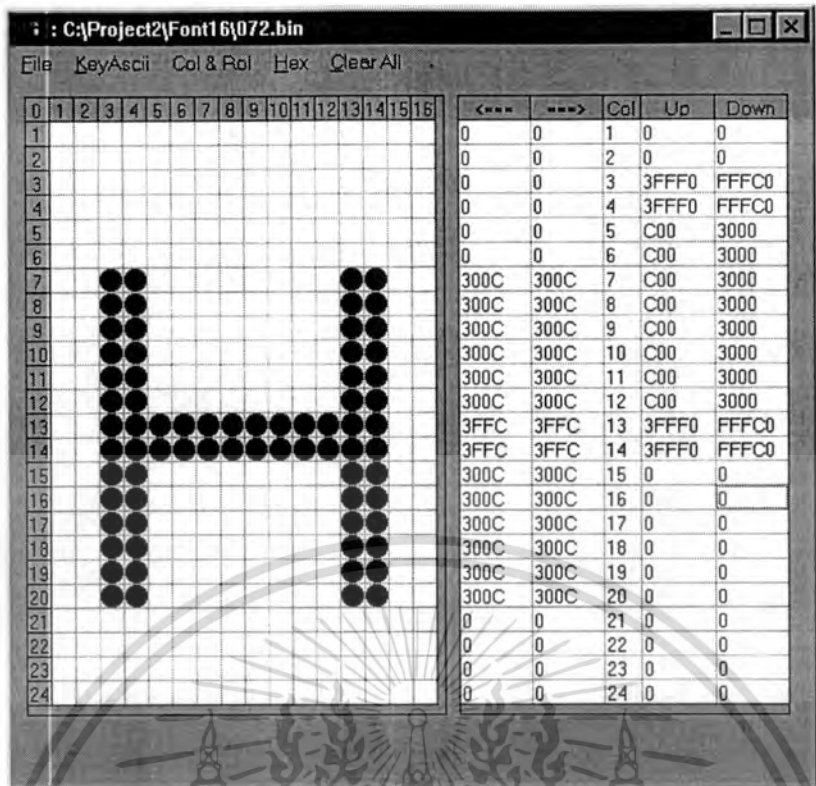 : C:\Project2\Font16\072.bin
File KeyAscii Col & Rol Hex Clear All
0 1 2 3 4 5 6 7 8 9 10 11 12 13 14 15 16 <--- ---> Col Up Down
1 0 0 1 0 0
2 0 0 2 0 0
3 0 0 3 3FFF0 FFFC0
4 0 0 4 3FFF0 FFFC0
5 0 0 5 C00 3000
6 0 0 6 C00 3000
7 300C 300C 7 C00 3000
8 300C 300C 8 C00 3000
9 300C 300C 9 C00 3000
10 300C 300C 10 C00 3000
11 300C 300C 11 C00 3000
12 300C 300C 12 C00 3000
13 3FFC 3FFC 13 3FFF0 FFFC0
14 3FFC 3FFC 14 3FFF0 FFFC0
15 300C 300C 15 0 0
16 300C 300C 16 0 0
17 300C 300C 17 0 0
18 300C 300C 18 0 0
19 300C 300C 19 0 0
20 300C 300C 20 0 0
21 0 0 21 0 0
22 0 0 22 0 0
23 0 0 23 0 0
24 0 0 24 0 0